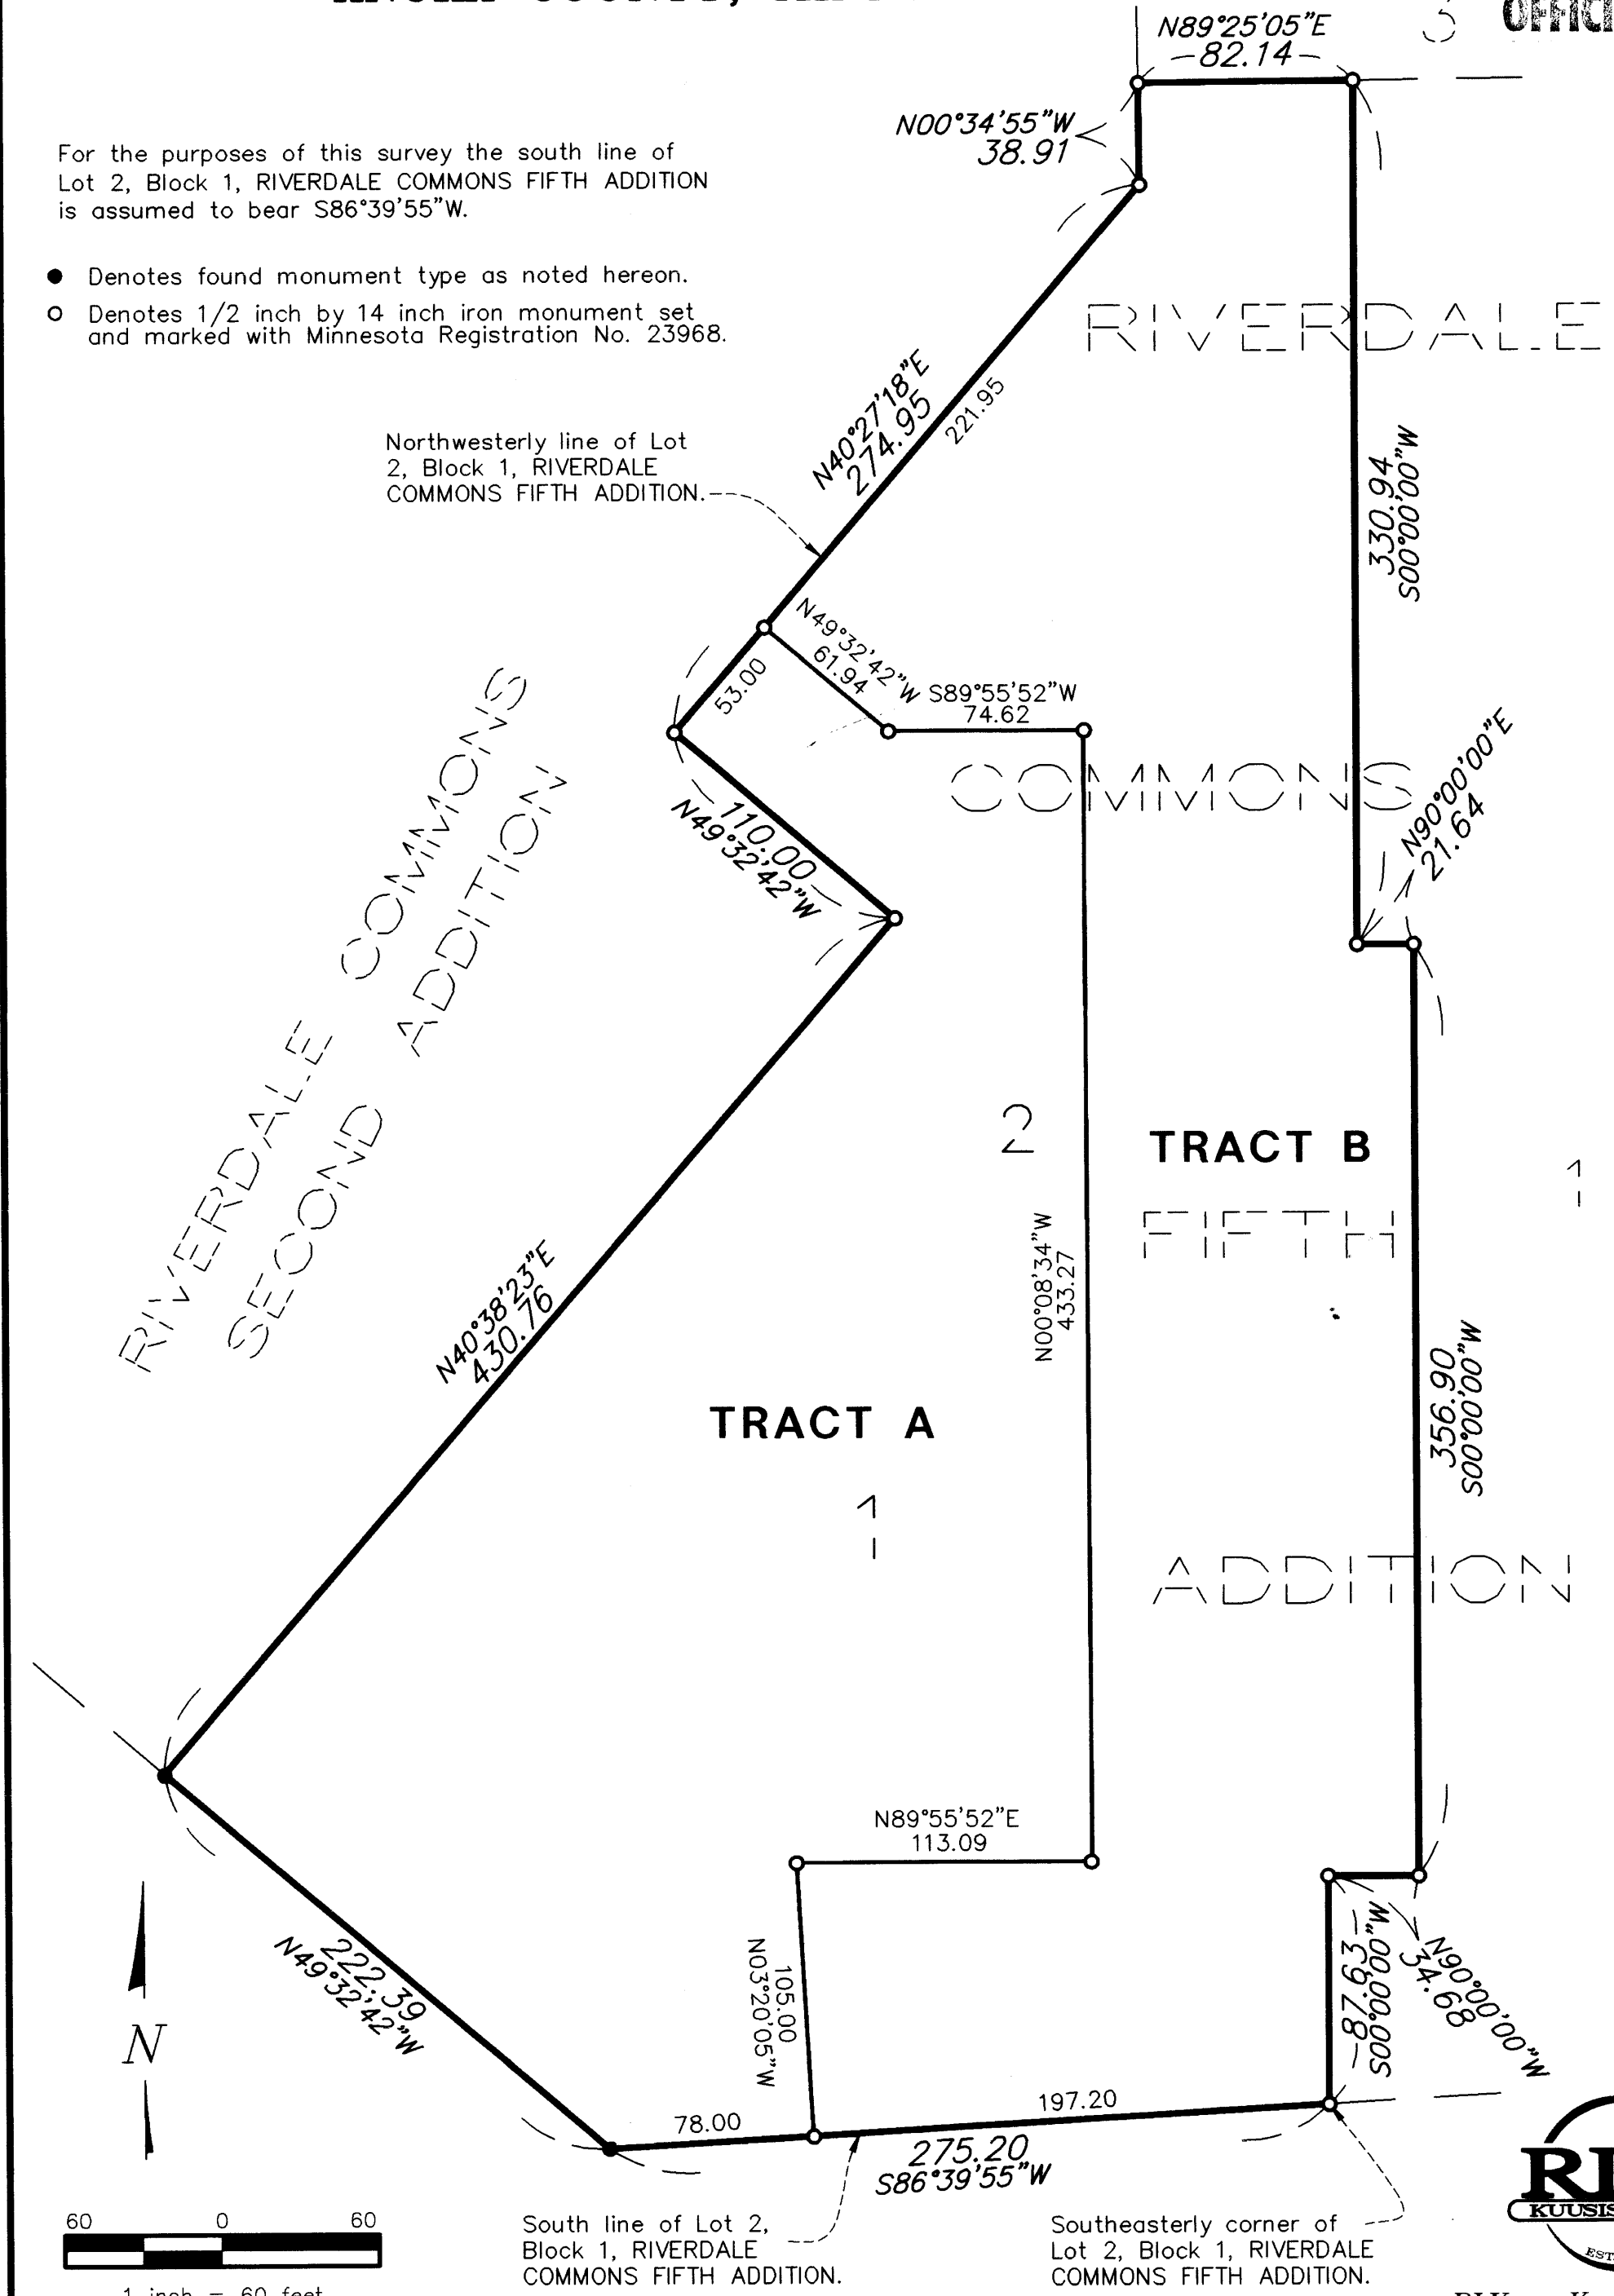 N89°25'05"E
82.14
N00°34'55"W
38.91
For the purposes of this survey the south line of
Lot 2, Block 1, RIVERDALE COMMONS FIFTH ADDITION
is assumed to bear S86°39'55"W.
● Denotes found monument type as noted hereon.
○ Denotes 1/2 inch by 14 inch iron monument set
and marked with Minnesota Registration No. 23968.
RIVERDALE
N40°27'18"E
274.95
221.95
Northwesterly line of Lot
2, Block 1, RIVERDALE
COMMONS FIFTH ADDITION.
330.94
S00°00'00"W
N49°32'42"W
61.94
53.00
S89°55'52"W
74.62
COMMONS
N90°00'00"E
21.64
110.00
N49°32'42"W
RIVERDALE COMMONS
SECOND ADDITION
2
TRACT B
1
FIFTH
N00°08'34"W
433.27
N40°38'23"E
430.76
356.90
S00°00'00"W
TRACT A
1
ADDITION
N89°55'52"E
113.09
222.39
N49°32'42"W
105.00
N03°20'05"W
87.63
S00°00'00"W
N90°00'00"W
34.68
N
78.00
197.20
275.20
S86°39'55"W
60 0 60
1 inch = 60 feet
South line of Lot 2,
Block 1, RIVERDALE
COMMONS FIFTH ADDITION.
Southeasterly corner of
Lot 2, Block 1, RIVERDALE
COMMONS FIFTH ADDITION.